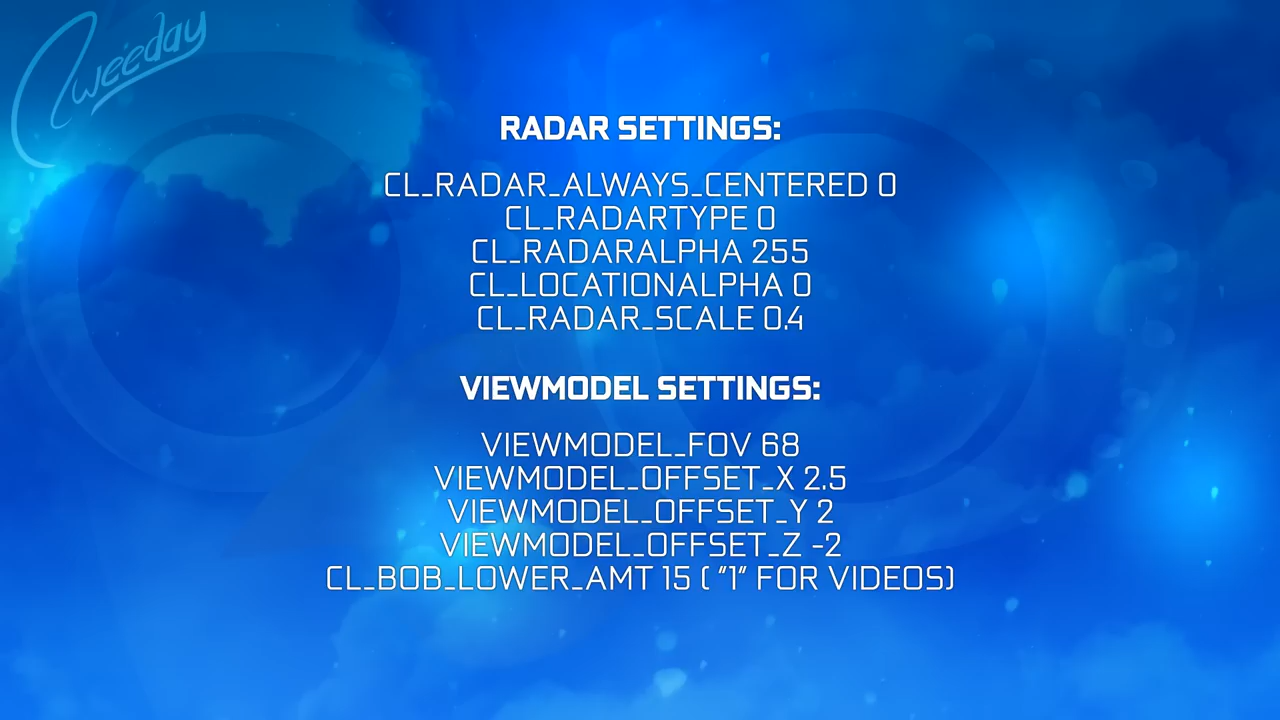 Qweeday
RADAR SETTINGS:
CL_RADAR_ALWAYS_CENTERED 0
CL_RADARTYPE 0
CL_RADARALPHA 255
CL_LOCATIONALPHA 0
CL_RADAR_SCALE 0.4
VIEWMODEL SETTINGS:
VIEWMODEL_FOV 68
VIEWMODEL_OFFSET_X 2.5
VIEWMODEL_OFFSET_Y 2
VIEWMODEL_OFFSET_Z -2
CL_BOB_LOWER_AMT 15 ( "1" FOR VIDEOS)